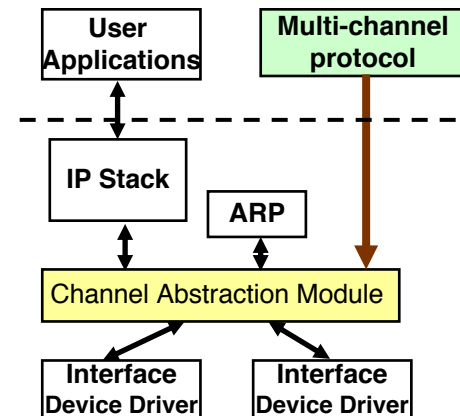 User
Applications
Multi-channel
protocol
IP Stack
ARP
Channel Abstraction Module
Interface
Device Driver
Interface
Device Driver